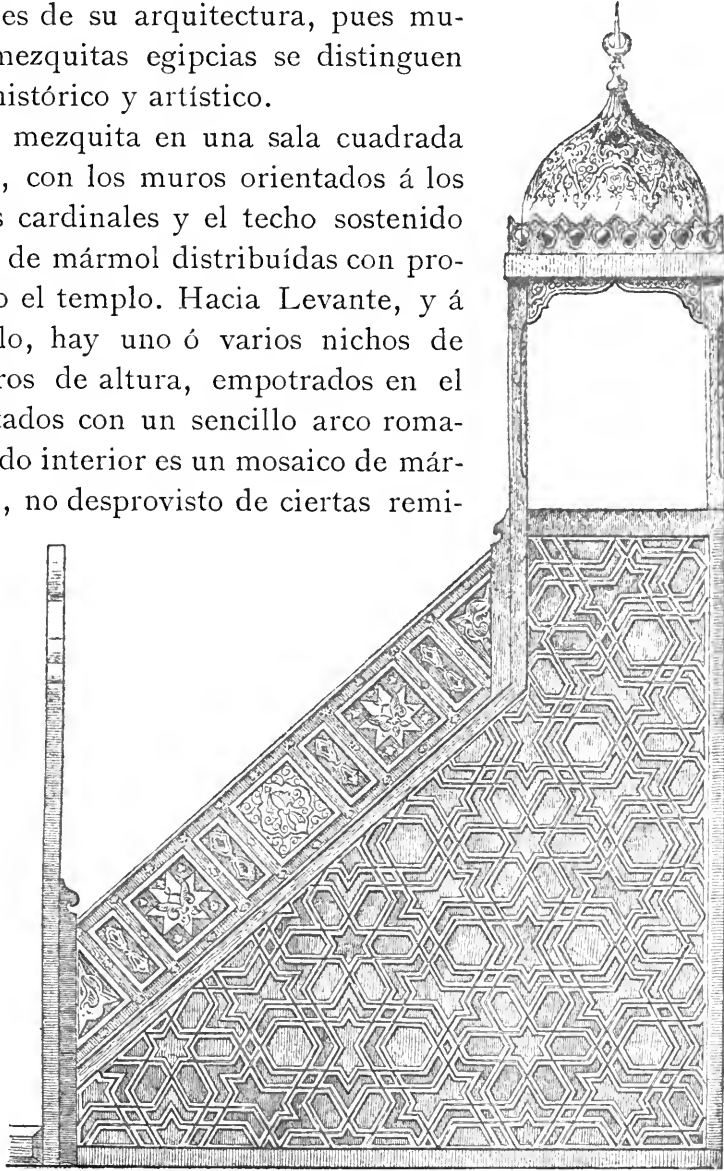 es de su arquitectura, pues mu-
mezquitas egipcias se distinguen
histórico y artístico.
mezquita en una sala cuadrada
, con los muros orientados á los
s cardinales y el techo sostenido
de mármol distribuídas con pro-
o el templo. Hacia Levante, y á
lo, hay uno ó varios nichos de
ros de altura, empotrados en el
tados con un sencillo arco roma-
do interior es un mosaico de már-
, no desprovisto de ciertas remi-